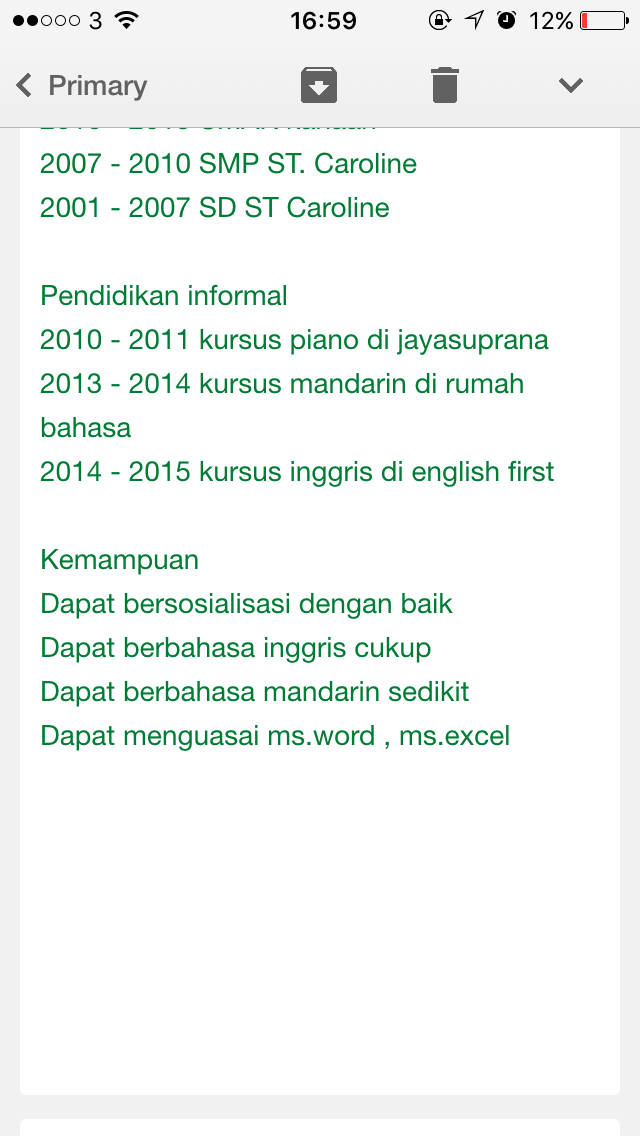 3 16:59 12%
Primary
2007 - 2010 SMP ST. Caroline
2001 - 2007 SD ST Caroline
Pendidikan informal
2010 - 2011 kursus piano di jayasuprana
2013 - 2014 kursus mandarin di rumah
bahasa
2014 - 2015 kursus inggris di english first
Kemampuan
Dapat bersosialisasi dengan baik
Dapat berbahasa inggris cukup
Dapat berbahasa mandarin sedikit
Dapat menguasai ms.word , ms.excel